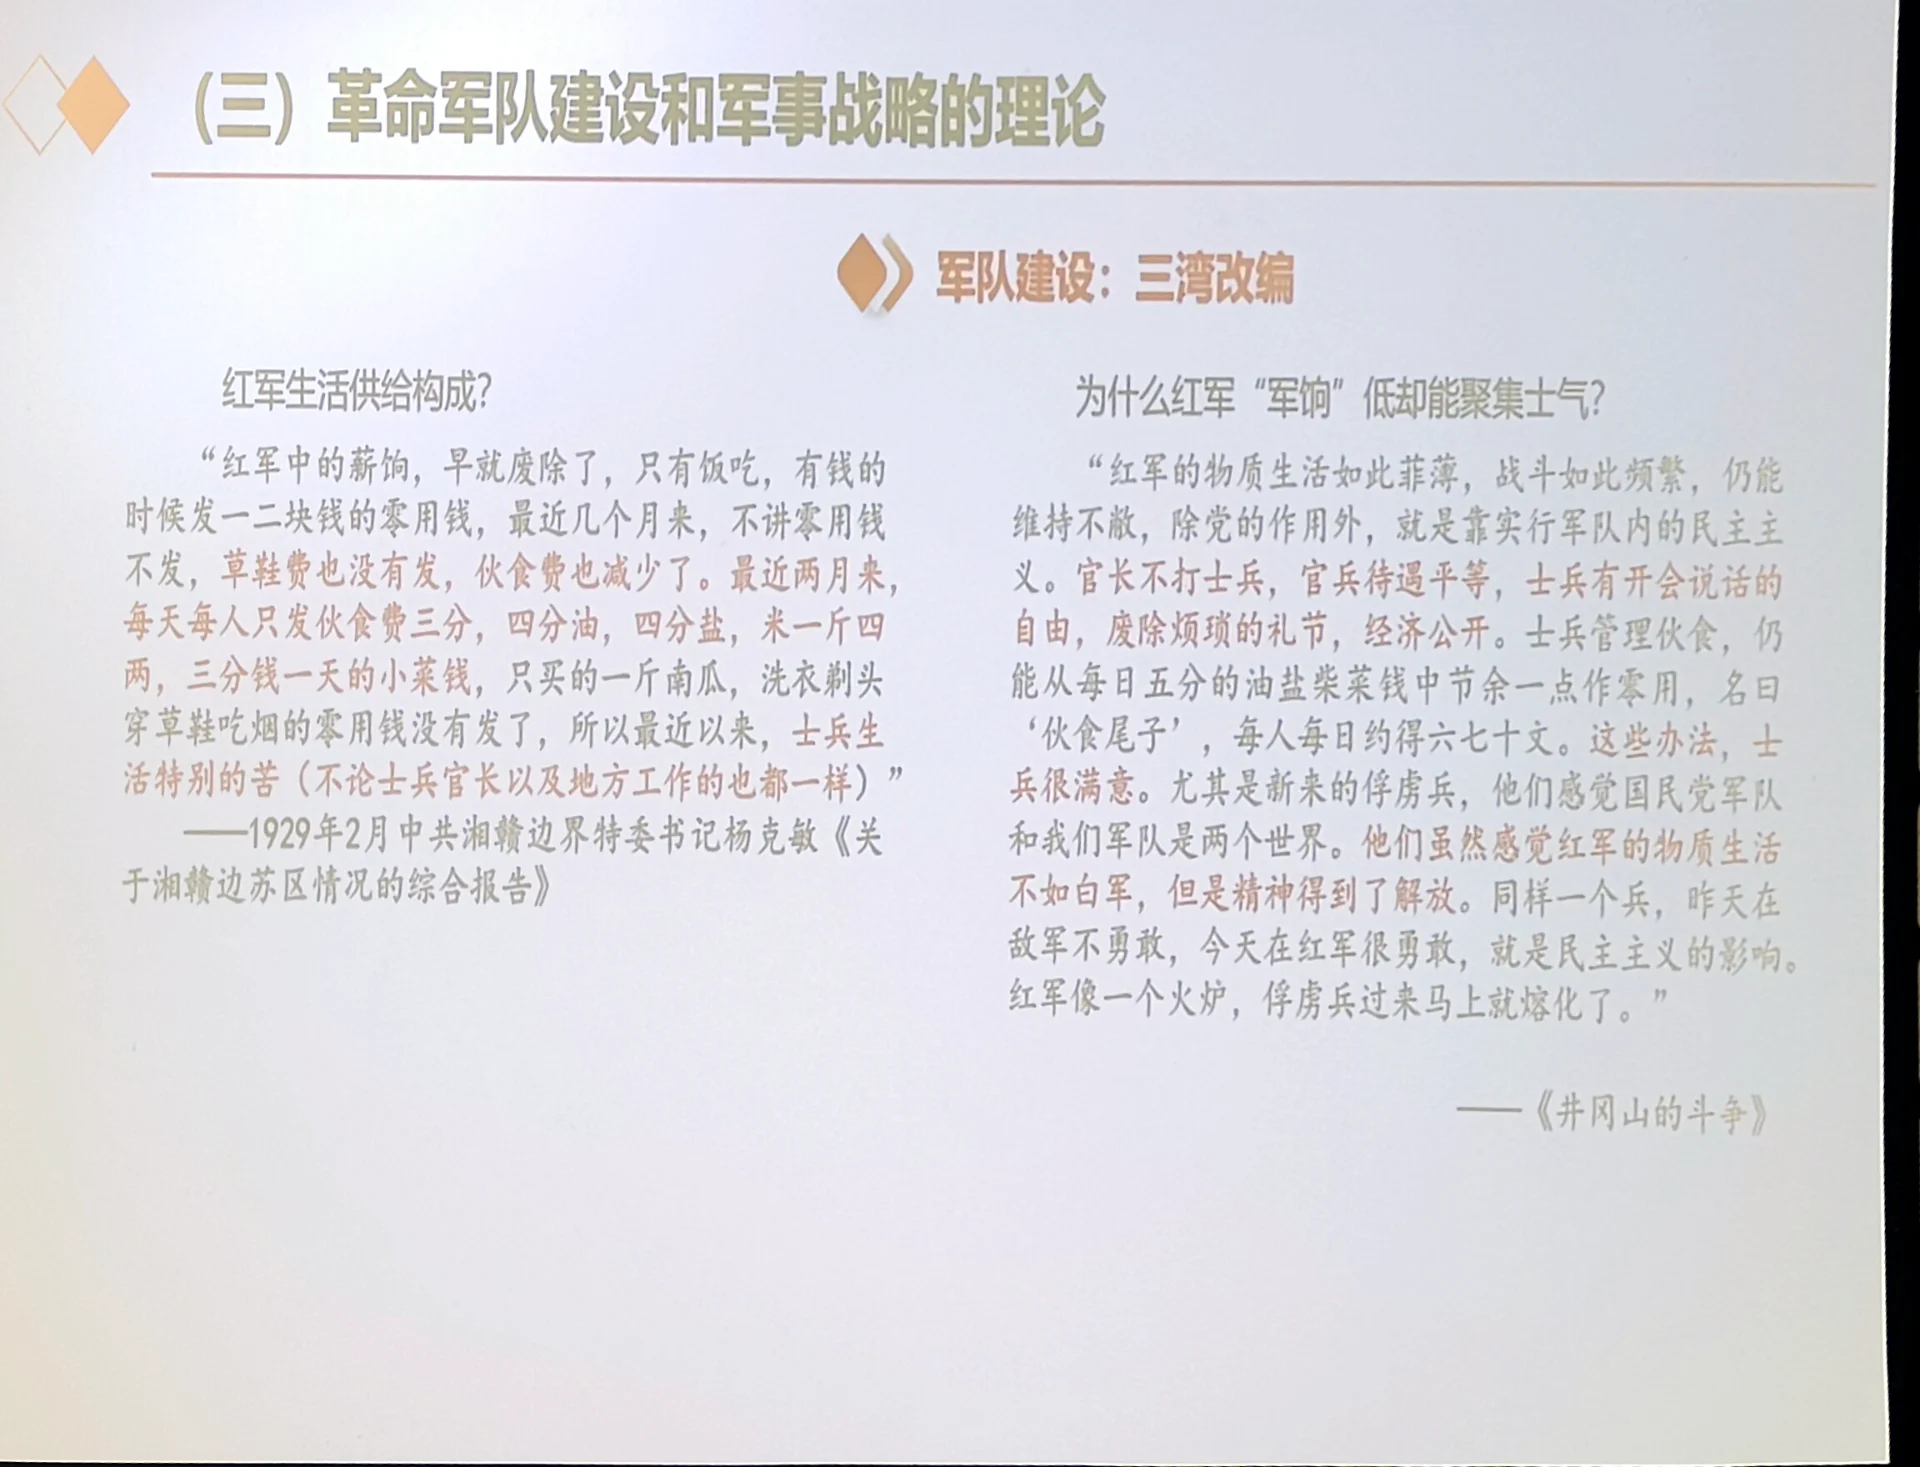 （三）革命军队建设和军事战略的理论
军队建设：三湾改编
红军生活供给构成？
“红军中的薪饷，早就废除了，只有饭吃，有钱的
时候发一二块钱的零用钱，最近几个月来，不讲零用钱
不发，草鞋费也没有发，伙食费也减少了。最近两月来，
每天每人只发伙食费三分，四分油，四分盐，米一斤四
两，三分钱一天的小菜钱，只买的一斤南瓜，洗衣剃头
穿草鞋吃烟的零用钱没有发了，所以最近以来，士兵生
活特别的苦（不论士兵官长以及地方工作的也都一样）”
——1929年2月中共湘赣边界特委书记杨克敏《关
于湘赣边苏区情况的综合报告》
为什么红军“军饷”低却能聚集士气？
“红军的物质生活如此菲薄，战斗如此频繁，仍能
维持不敝，除党的作用外，就是靠实行军队内的民主主
义。官长不打士兵，官兵待遇平等，士兵有开会说话的
自由，废除烦琐的礼节，经济公开。士兵管理伙食，仍
能从每日五分的油盐柴菜钱中节余一点作零用，名曰
‘伙食尾子’，每人每日约得六七十文。这些办法，士
兵很满意。尤其是新来的俘虏兵，他们感觉国民党军队
和我们军队是两个世界。他们虽然感觉红军的物质生活
不如白军，但是精神得到了解放。同样一个兵，昨天在
敌军不勇敢，今天在红军很勇敢，就是民主主义的影响。
红军像一个火炉，俘虏兵过来马上就熔化了。”
——《井冈山的斗争》